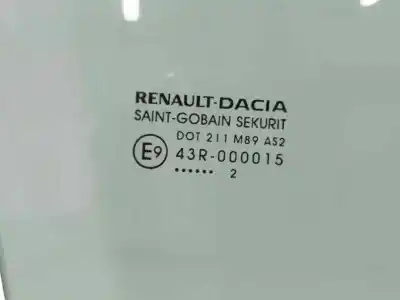 RENAULT-DACIA
SAINT-GOBAIN SEKURIT
DOT 211 M89 AS2
E9 43R-000015
...... 2